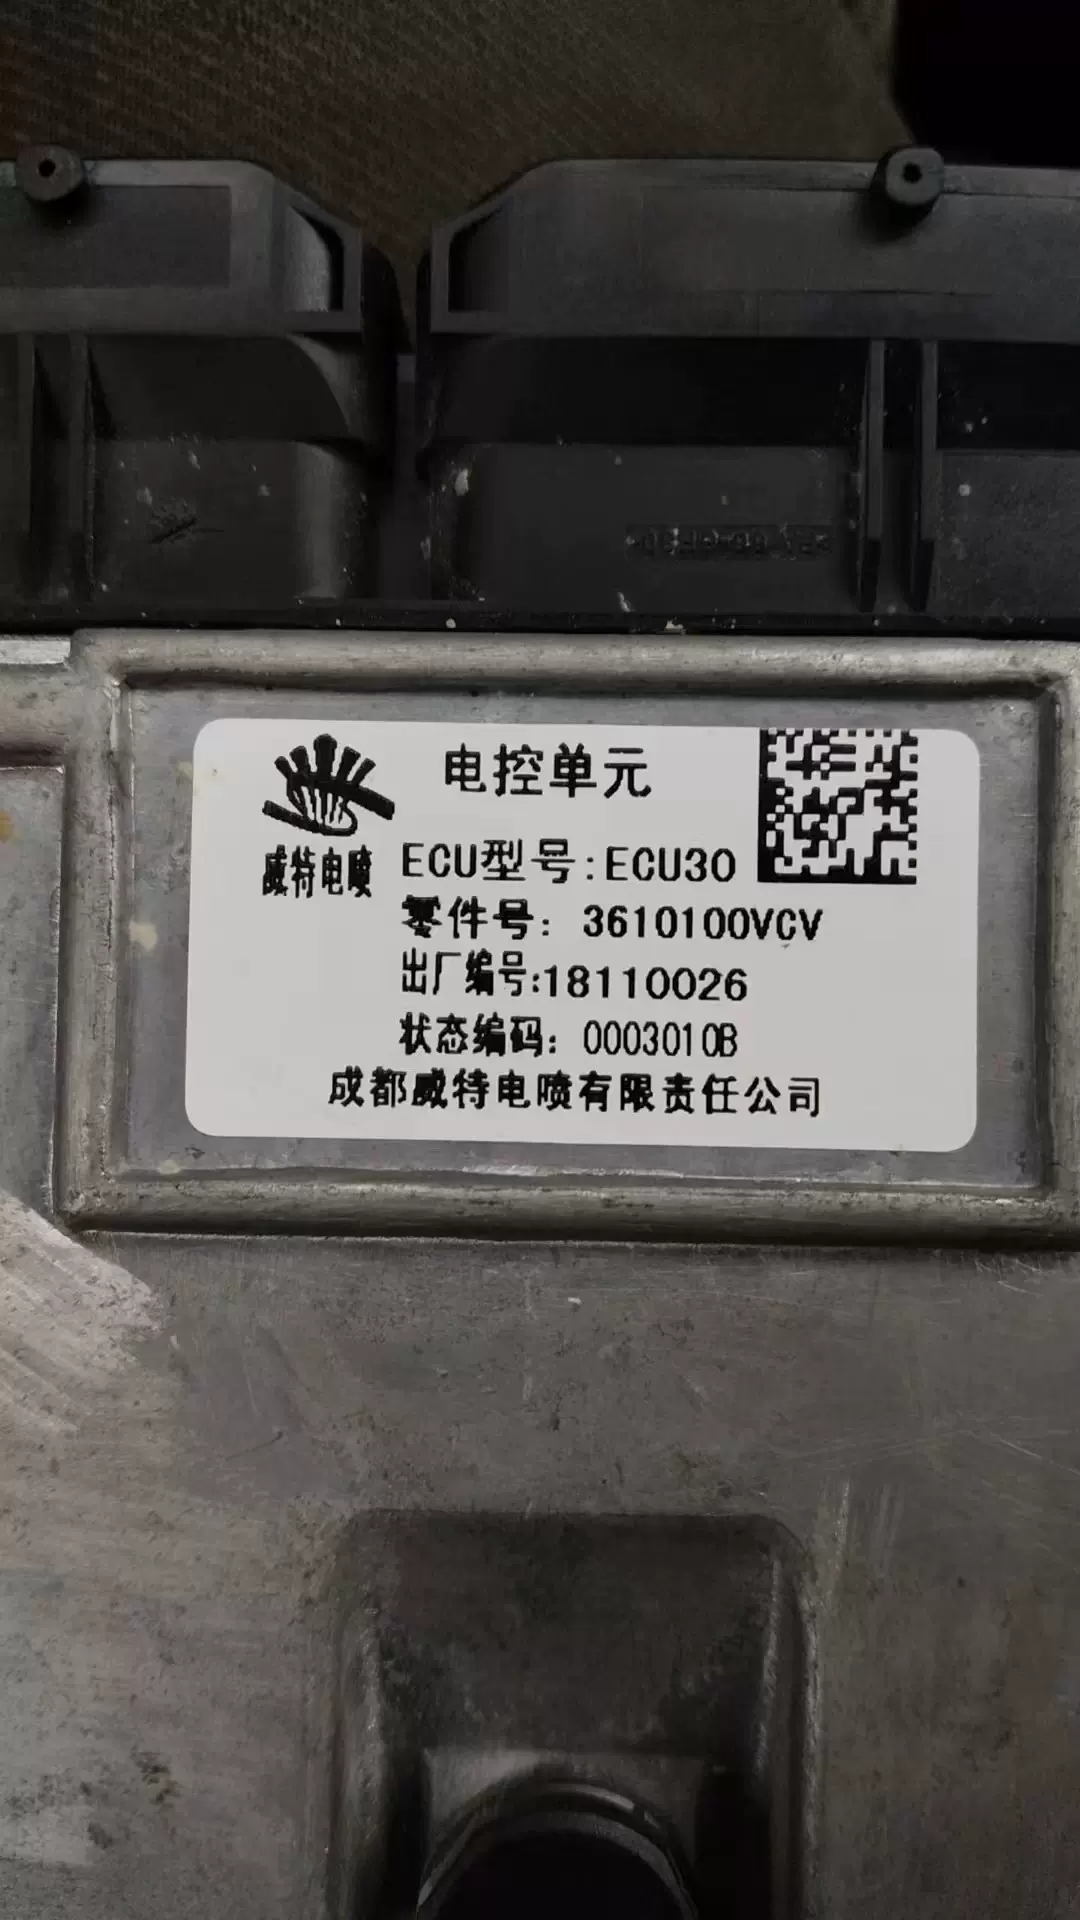 电控单元
威特电喷
ECU型号:ECU30
零件号: 3610100VCV
出厂编号:18110026
状态编码: 0003010B
成都威特电喷有限责任公司